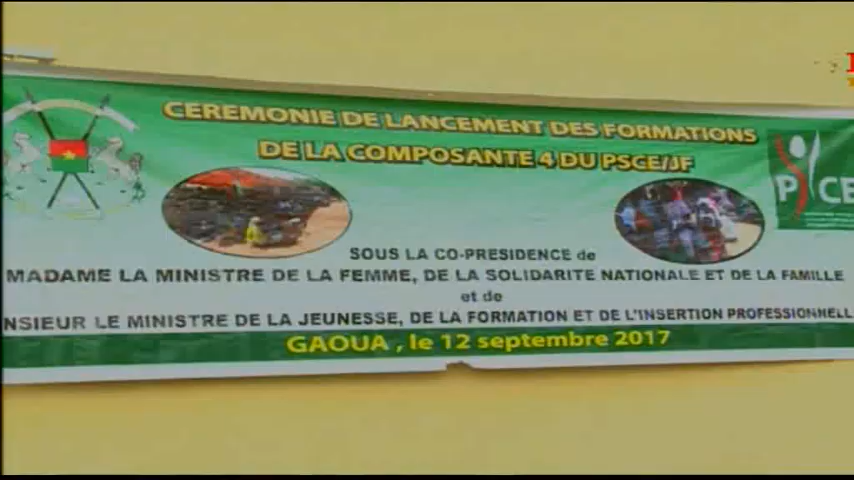 CEREMONIE DE LANCEMENT DES FORMATIONS
DE LA COMPOSANTE 4 DU PSCE/JF
SOUS LA CO-PRESIDENCE de
MADAME LA MINISTRE DE LA FEMME, DE LA SOLIDARITE NATIONALE ET DE LA FAMILLE
et de
NSIEUR LE MINISTRE DE LA JEUNESSE, DE LA FORMATION ET DE L'INSERTION PROFESSIONNELL
GAOUA , le 12 septembre 2017